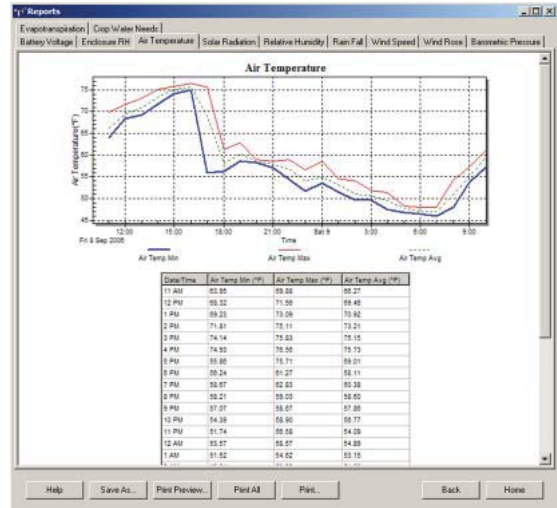 Reports
Evapotranspiration Crop Water Needs
Battery Voltage Enclosure RH Air Temperature Solar Radiation Relative Humidity Rain Fall Wind Speed Wind Rose Barometric Pressure
Air Temperature
Air Temperature(°F)
75
70
65
60
55
50
45
12:00 15:00 18:00 21:00 Sat 9 3:00 6:00 9:00
Fri 8 Sep 2006
Time
Air Temp Min Air Temp Max Air Temp Avg
Date/Time Air Temp Min (°F) Air Temp Max (°F) Air Temp Avg (°F)
11 AM 63.95 69.88 66.27
12 PM 68.32 71.56 69.46
1 PM 69.23 73.09 70.92
2 PM 71.81 75.11 73.21
3 PM 74.14 75.83 75.15
4 PM 74.93 76.56 75.73
5 PM 55.86 75.71 69.01
6 PM 56.24 61.27 58.11
7 PM 58.67 62.83 60.38
8 PM 58.21 59.05 58.60
9 PM 57.07 58.67 57.86
10 PM 54.39 58.90 56.77
11 PM 51.74 56.58 54.09
12 AM 53.57 58.57 54.89
1 AM 51.52 54.62 53.15
Help Save As... Print Preview... Print All Print... Back Home